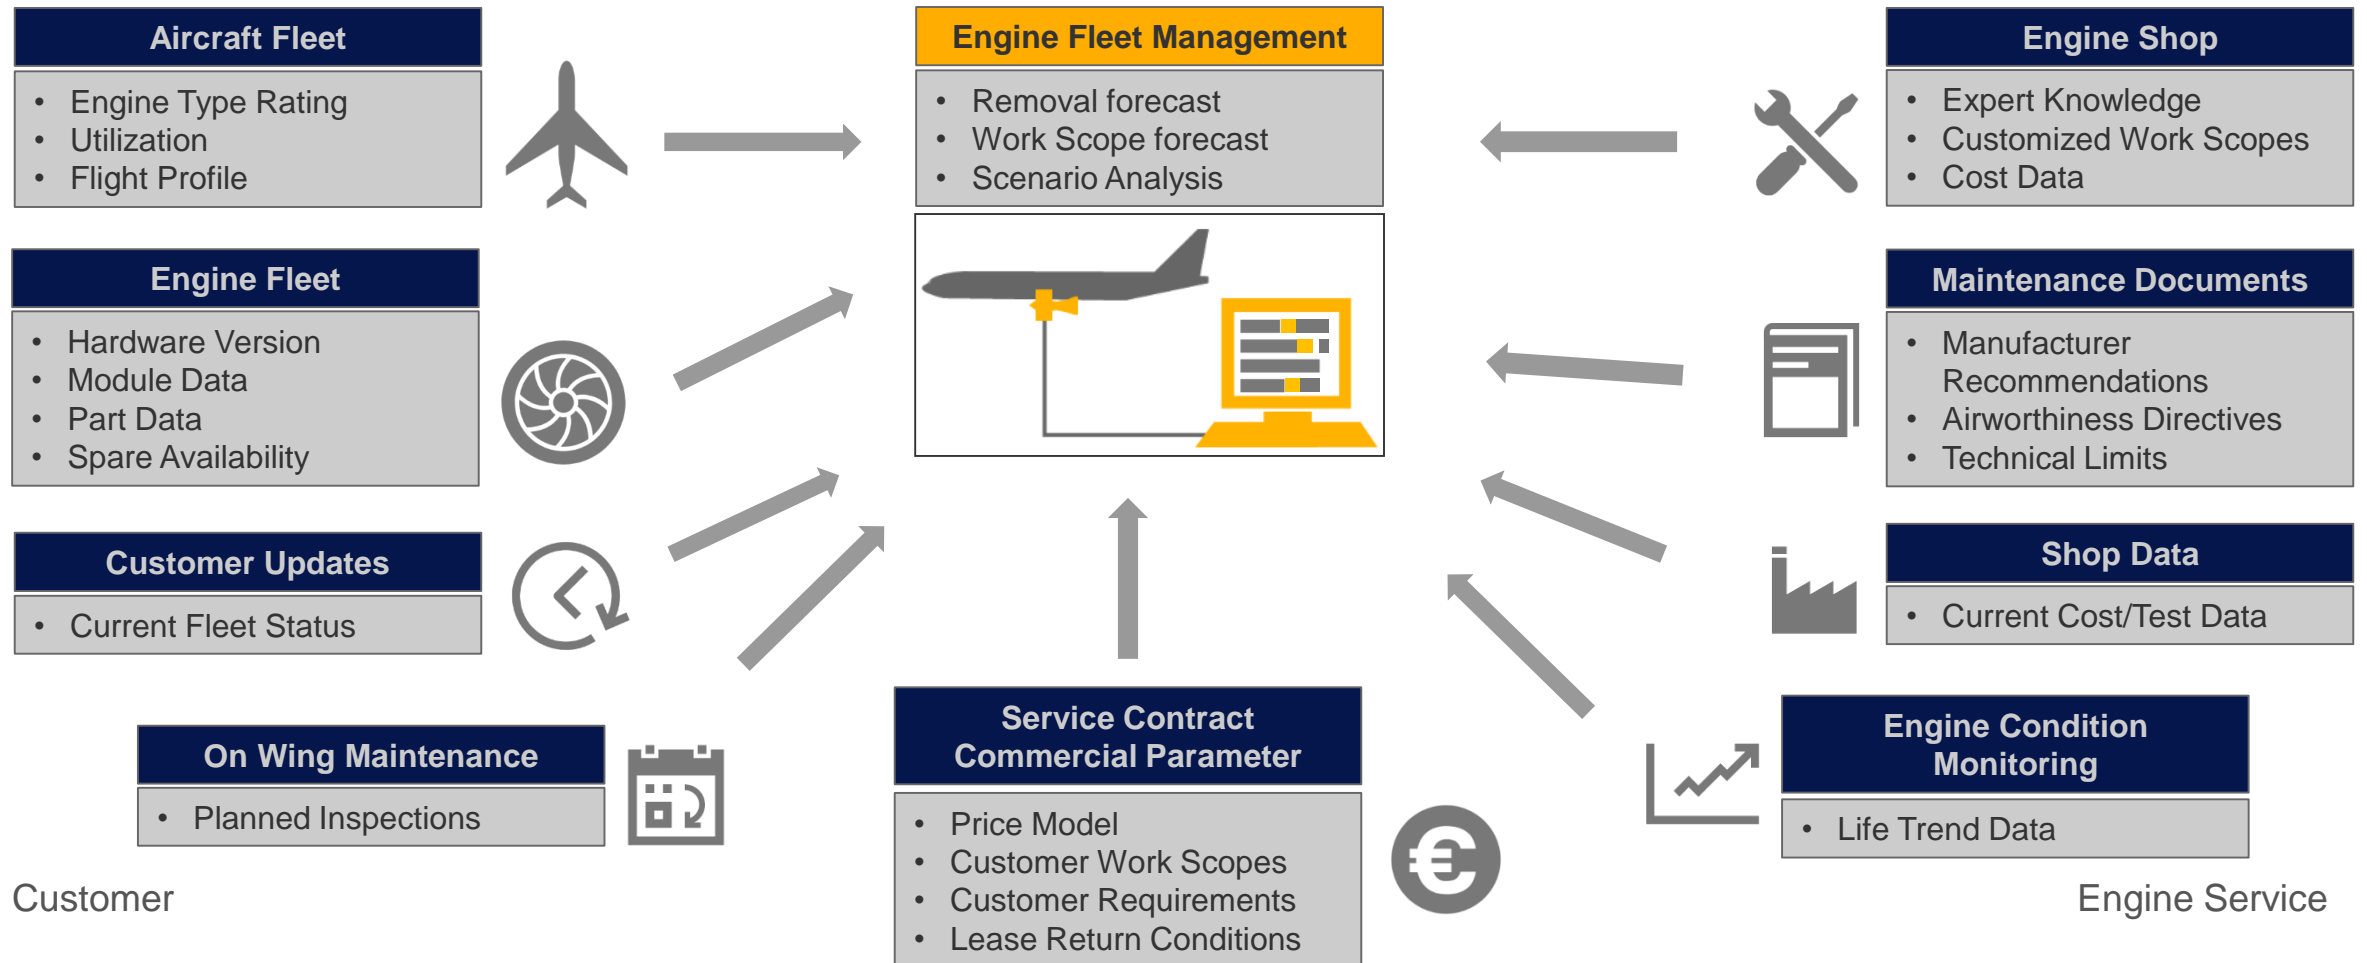 Aircraft Fleet
• Engine Type Rating
• Utilization
• Flight Profile
Engine Fleet Management
• Removal forecast
• Work Scope forecast
• Scenario Analysis
Engine Shop
• Expert Knowledge
• Customized Work Scopes
• Cost Data
Engine Fleet
• Hardware Version
• Module Data
• Part Data
• Spare Availability
Maintenance Documents
• Manufacturer
Recommendations
• Airworthiness Directives
• Technical Limits
Customer Updates
• Current Fleet Status
Shop Data
• Current Cost/Test Data
On Wing Maintenance
• Planned Inspections
Service Contract
Commercial Parameter
• Price Model
• Customer Work Scopes
• Customer Requirements
• Lease Return Conditions
€
Engine Condition
Monitoring
• Life Trend Data
Customer
Engine Service